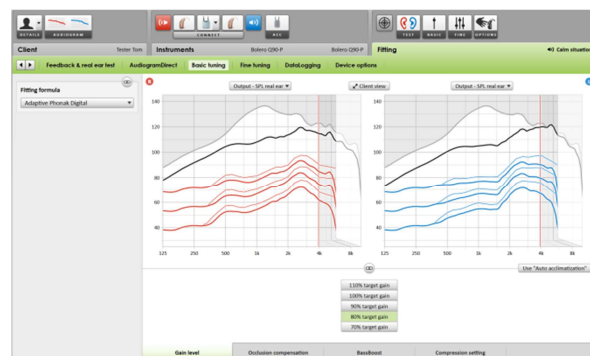 DETAILS AUDIOGRAM CONNECT ACC TEST BASIC FINE OPTIONS
Client Tester Tom Instruments Bolero Q90-P Bolero Q90-P Fitting Calm situation
Feedback & real ear test AudiogramDirect Basic tuning Fine tuning DataLogging Device options
Fitting formula
Adaptive Phonak Digital
Output - SPL real ear Client view Output - SPL real ear
140 140
120 120
100 100
80 80
60 60
40 40
125 250 500 1k 2k 4k 8k 125 250 500 1k 2k 4k 8k
Use "Auto acclimatization"
110% target gain
100% target gain
90% target gain
80% target gain
70% target gain
Gain level Occlusion compensation BassBoost Compression setting